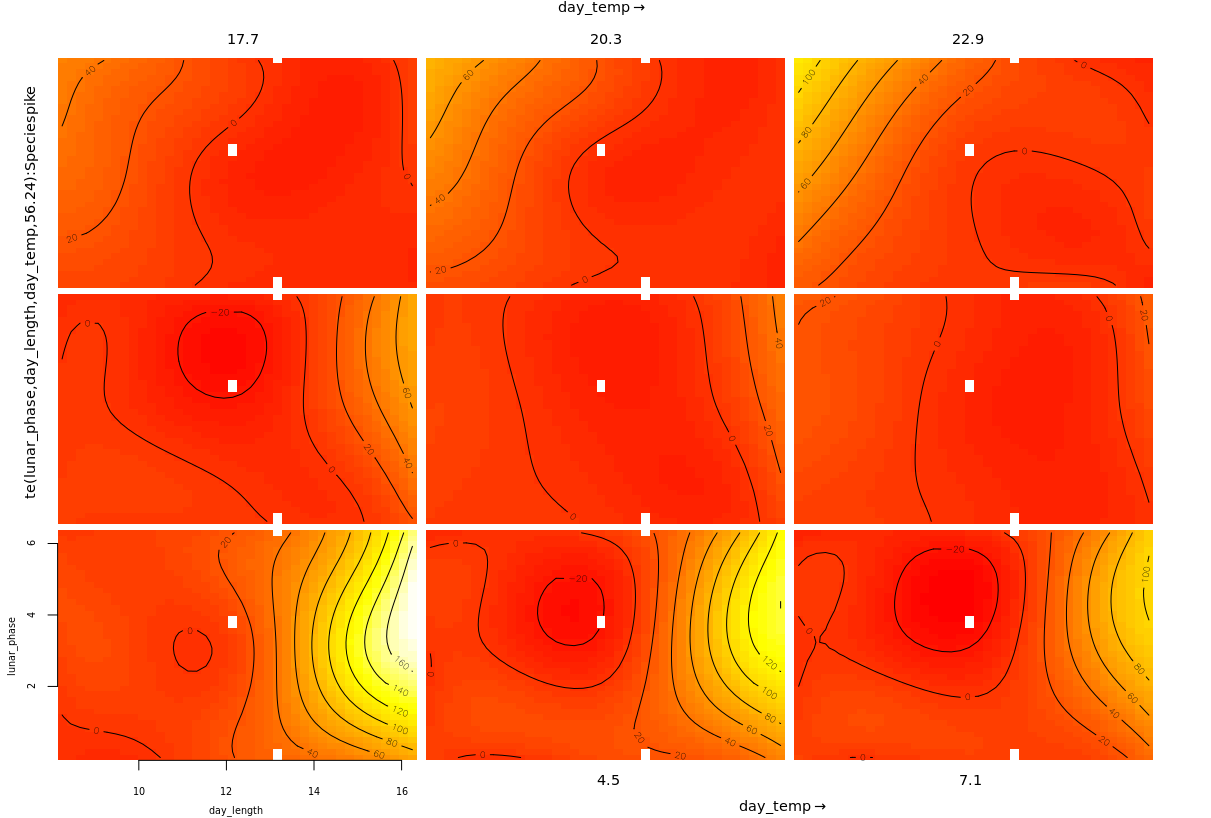 day_temp→
17.7 20.3 22.9
te(lunar_phase,day_length,day_temp,56.24):Speciespike
40 20 0 0
60 40 20 0
100 80 60 40 20 0 0
0 −20 0 20 40 60
0 0 20 40
20 0 0 20
20 0 0 40 60 80 100 120 140 160
0 −20 0 0 20 20 40 60 80 100 120
0 −20 0 0 20 40 60 80 100
6
4
2
lunar_phase
10 12 14 16
day_length
4.5 7.1
day_temp→